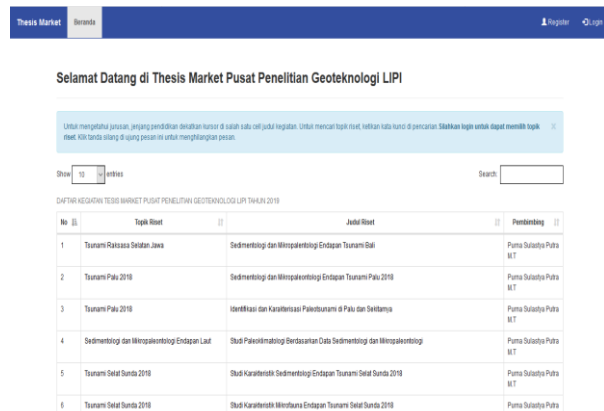 Thesis Market Beranda Register Login
Selamat Datang di Thesis Market Pusat Penelitian Geoteknologi LIPI
Untuk mengetahui jurusan, jenjang pendidikan dekatkan kursor di salah satu cell judul kegiatan. Untuk mencari topik riset, ketikan kata kunci di pencarian. Silahkan login untuk dapat memilih topik X
riset. Klik tanda silang di ujung pesan ini untuk menghilangkan pesan.
Show 10 entries Search:
DAFTAR KEGIATAN TESIS MARKET PUSAT PENELITIAN GEOTEKNOLOGI LIPI TAHUN 2019
No Topik Riset Judul Riset Pembimbing
1 Tsunami Raksasa Selatan Jawa Sedimentologi dan Mikropalentologi Endapan Tsunami Bali Purna Sulastya Putra
M.T
2 Tsunami Palu 2018 Sedimentologi dan Mikropaleontologi Endapan Tsunami Palu 2018 Purna Sulastya Putra
M.T
3 Tsunami Palu 2018 Identifikasi dan Karakterisasi Paleotsunami di Palu dan Sekitarnya Purna Sulastya Putra
M.T
4 Sedimentologi dan Mikropaleontologi Endapan Laut Studi Paleoklimatologi Berdasarkan Data Sedimentologi dan Mikropaleontologi Purna Sulastya Putra
M.T
5 Tsunami Selat Sunda 2018 Studi Karakteristik Sedimentologi Endapan Tsunami Selat Sunda 2018 Purna Sulastya Putra
M.T
6 Tsunami Selat Sunda 2018 Studi Karakteristik Mikrofauna Endapan Tsunami Selat Sunda 2018 Purna Sulastya Putra